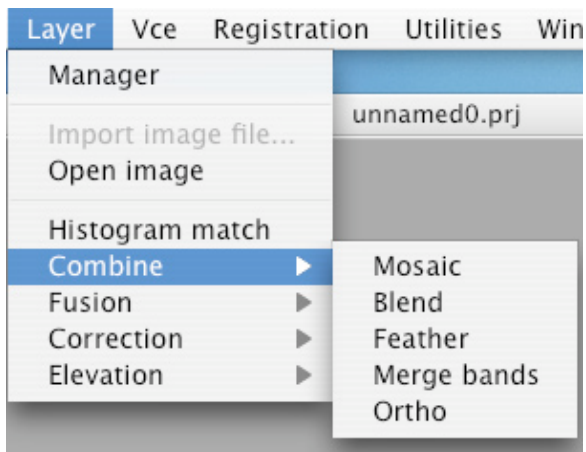 Layer Vce Registration Utilities Win
Manager
unnamed0.prj
Import image file...
Open image
Histogram match
Combine
Fusion
Correction
Elevation
Mosaic
Blend
Feather
Merge bands
Ortho